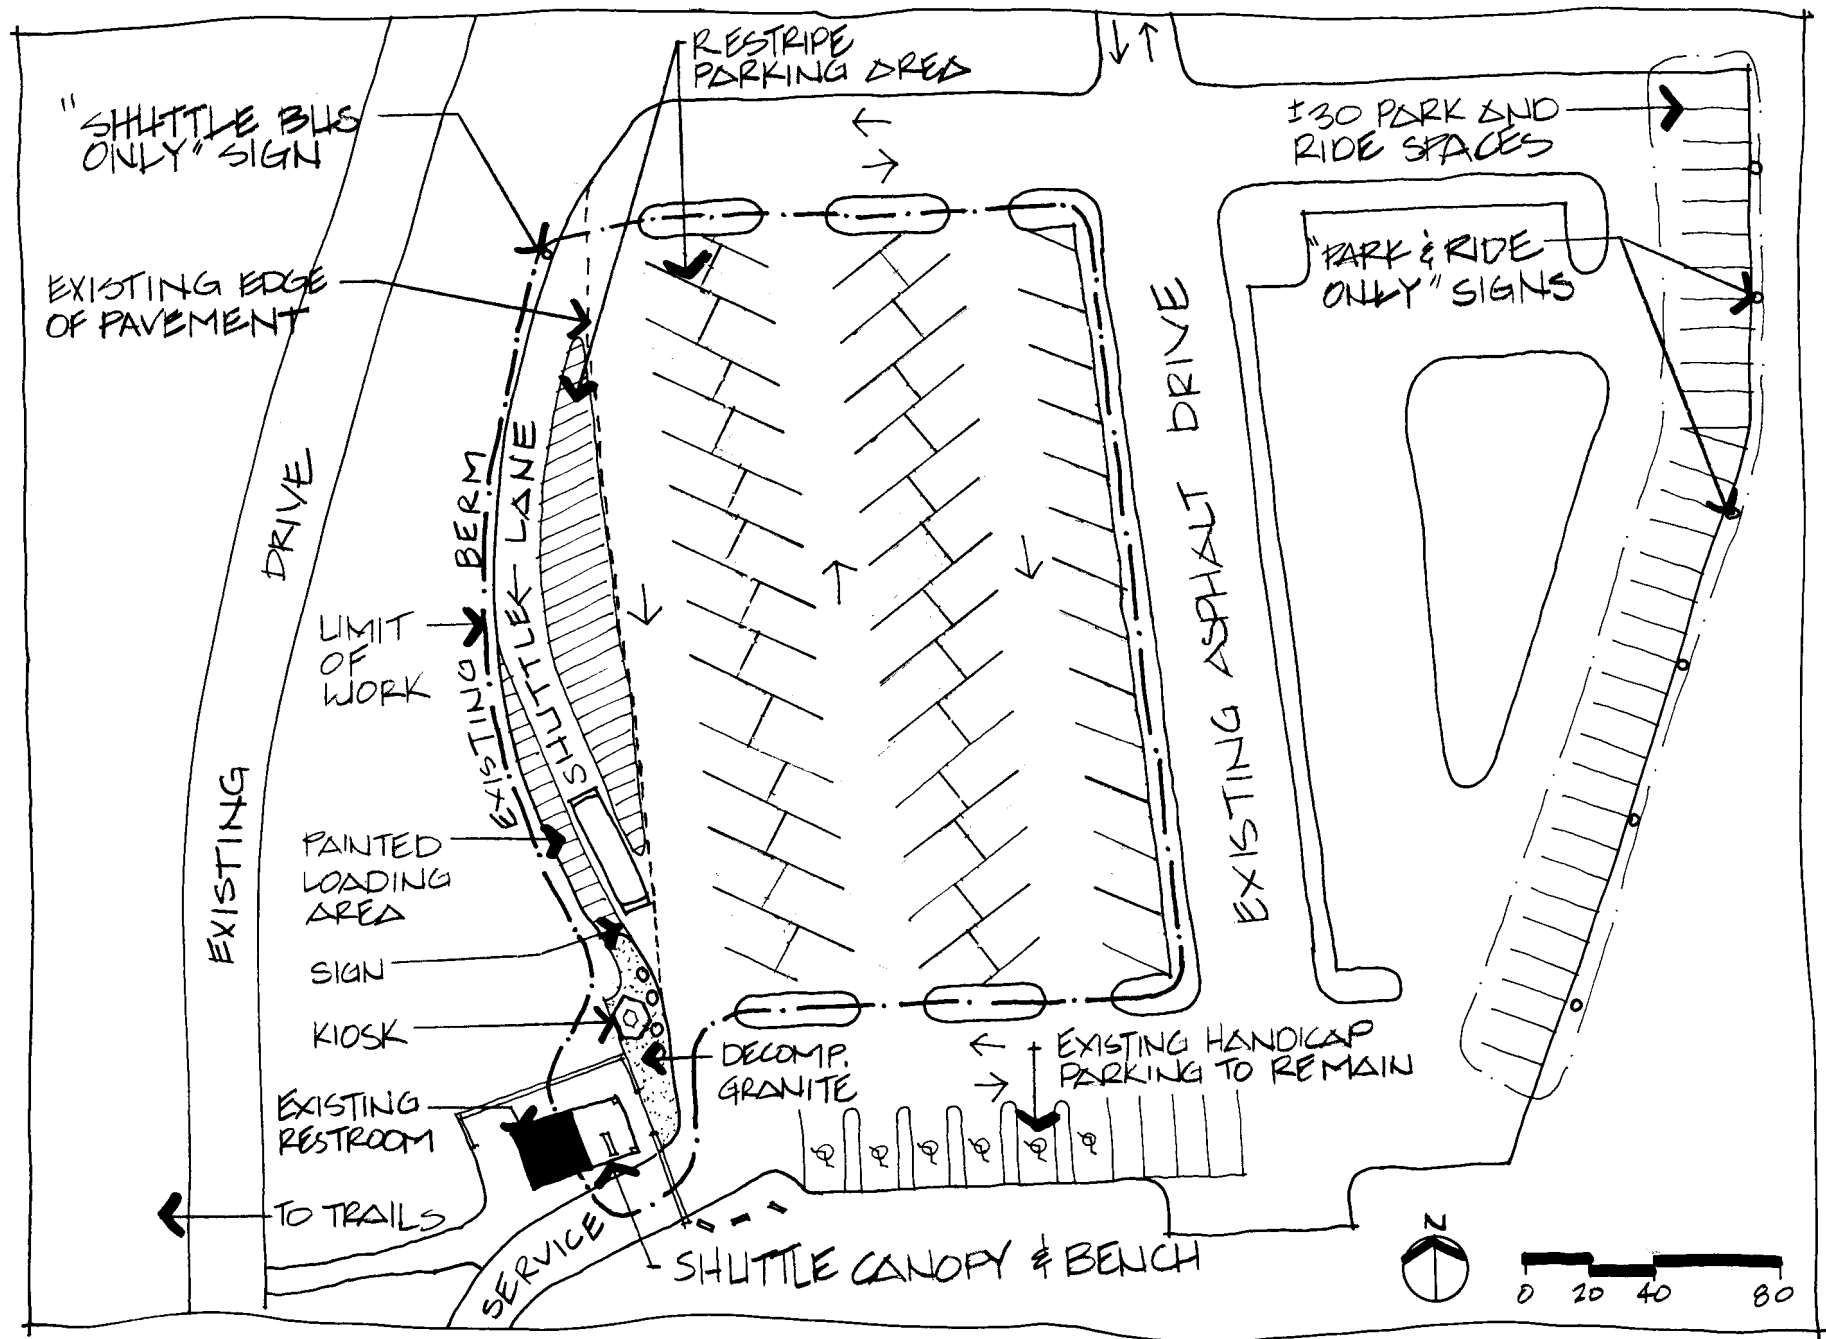 RESTRIPE
PARKING AREA
"SHUTTLE BUS
ONLY" SIGN
±30 PARK AND
RIDE SPACES
"PARK & RIDE
ONLY" SIGNS
EXISTING EDGE
OF PAVEMENT
EXISTING DRIVE
EXISTING BERM
SHUTTLE LANE
EXISTING ASPHALT DRIVE
LIMIT
OF
WORK
PAINTED
LOADING
AREA
SIGN
KIOSK
DECOMP.
GRANITE
EXISTING HANDICAP
PARKING TO REMAIN
EXISTING
RESTROOM
TO TRAILS
SERVICE
SHUTTLE CANOPY & BENCH
N
0 20 40 80